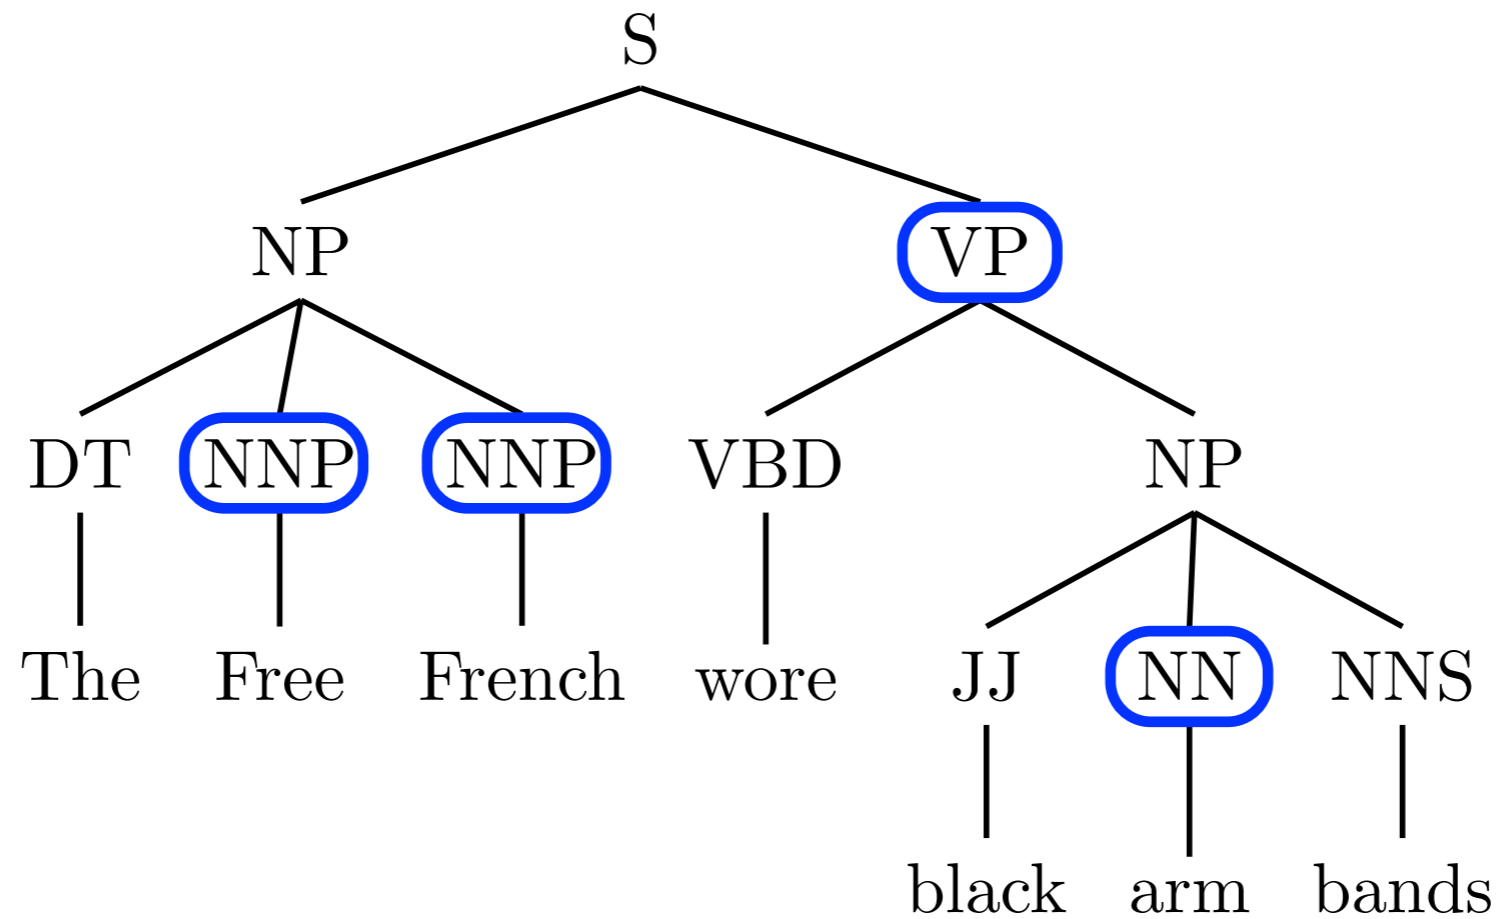 S
NP VP
DT NNP NNP VBD NP
The Free French wore JJ NN NNS
black arm bands